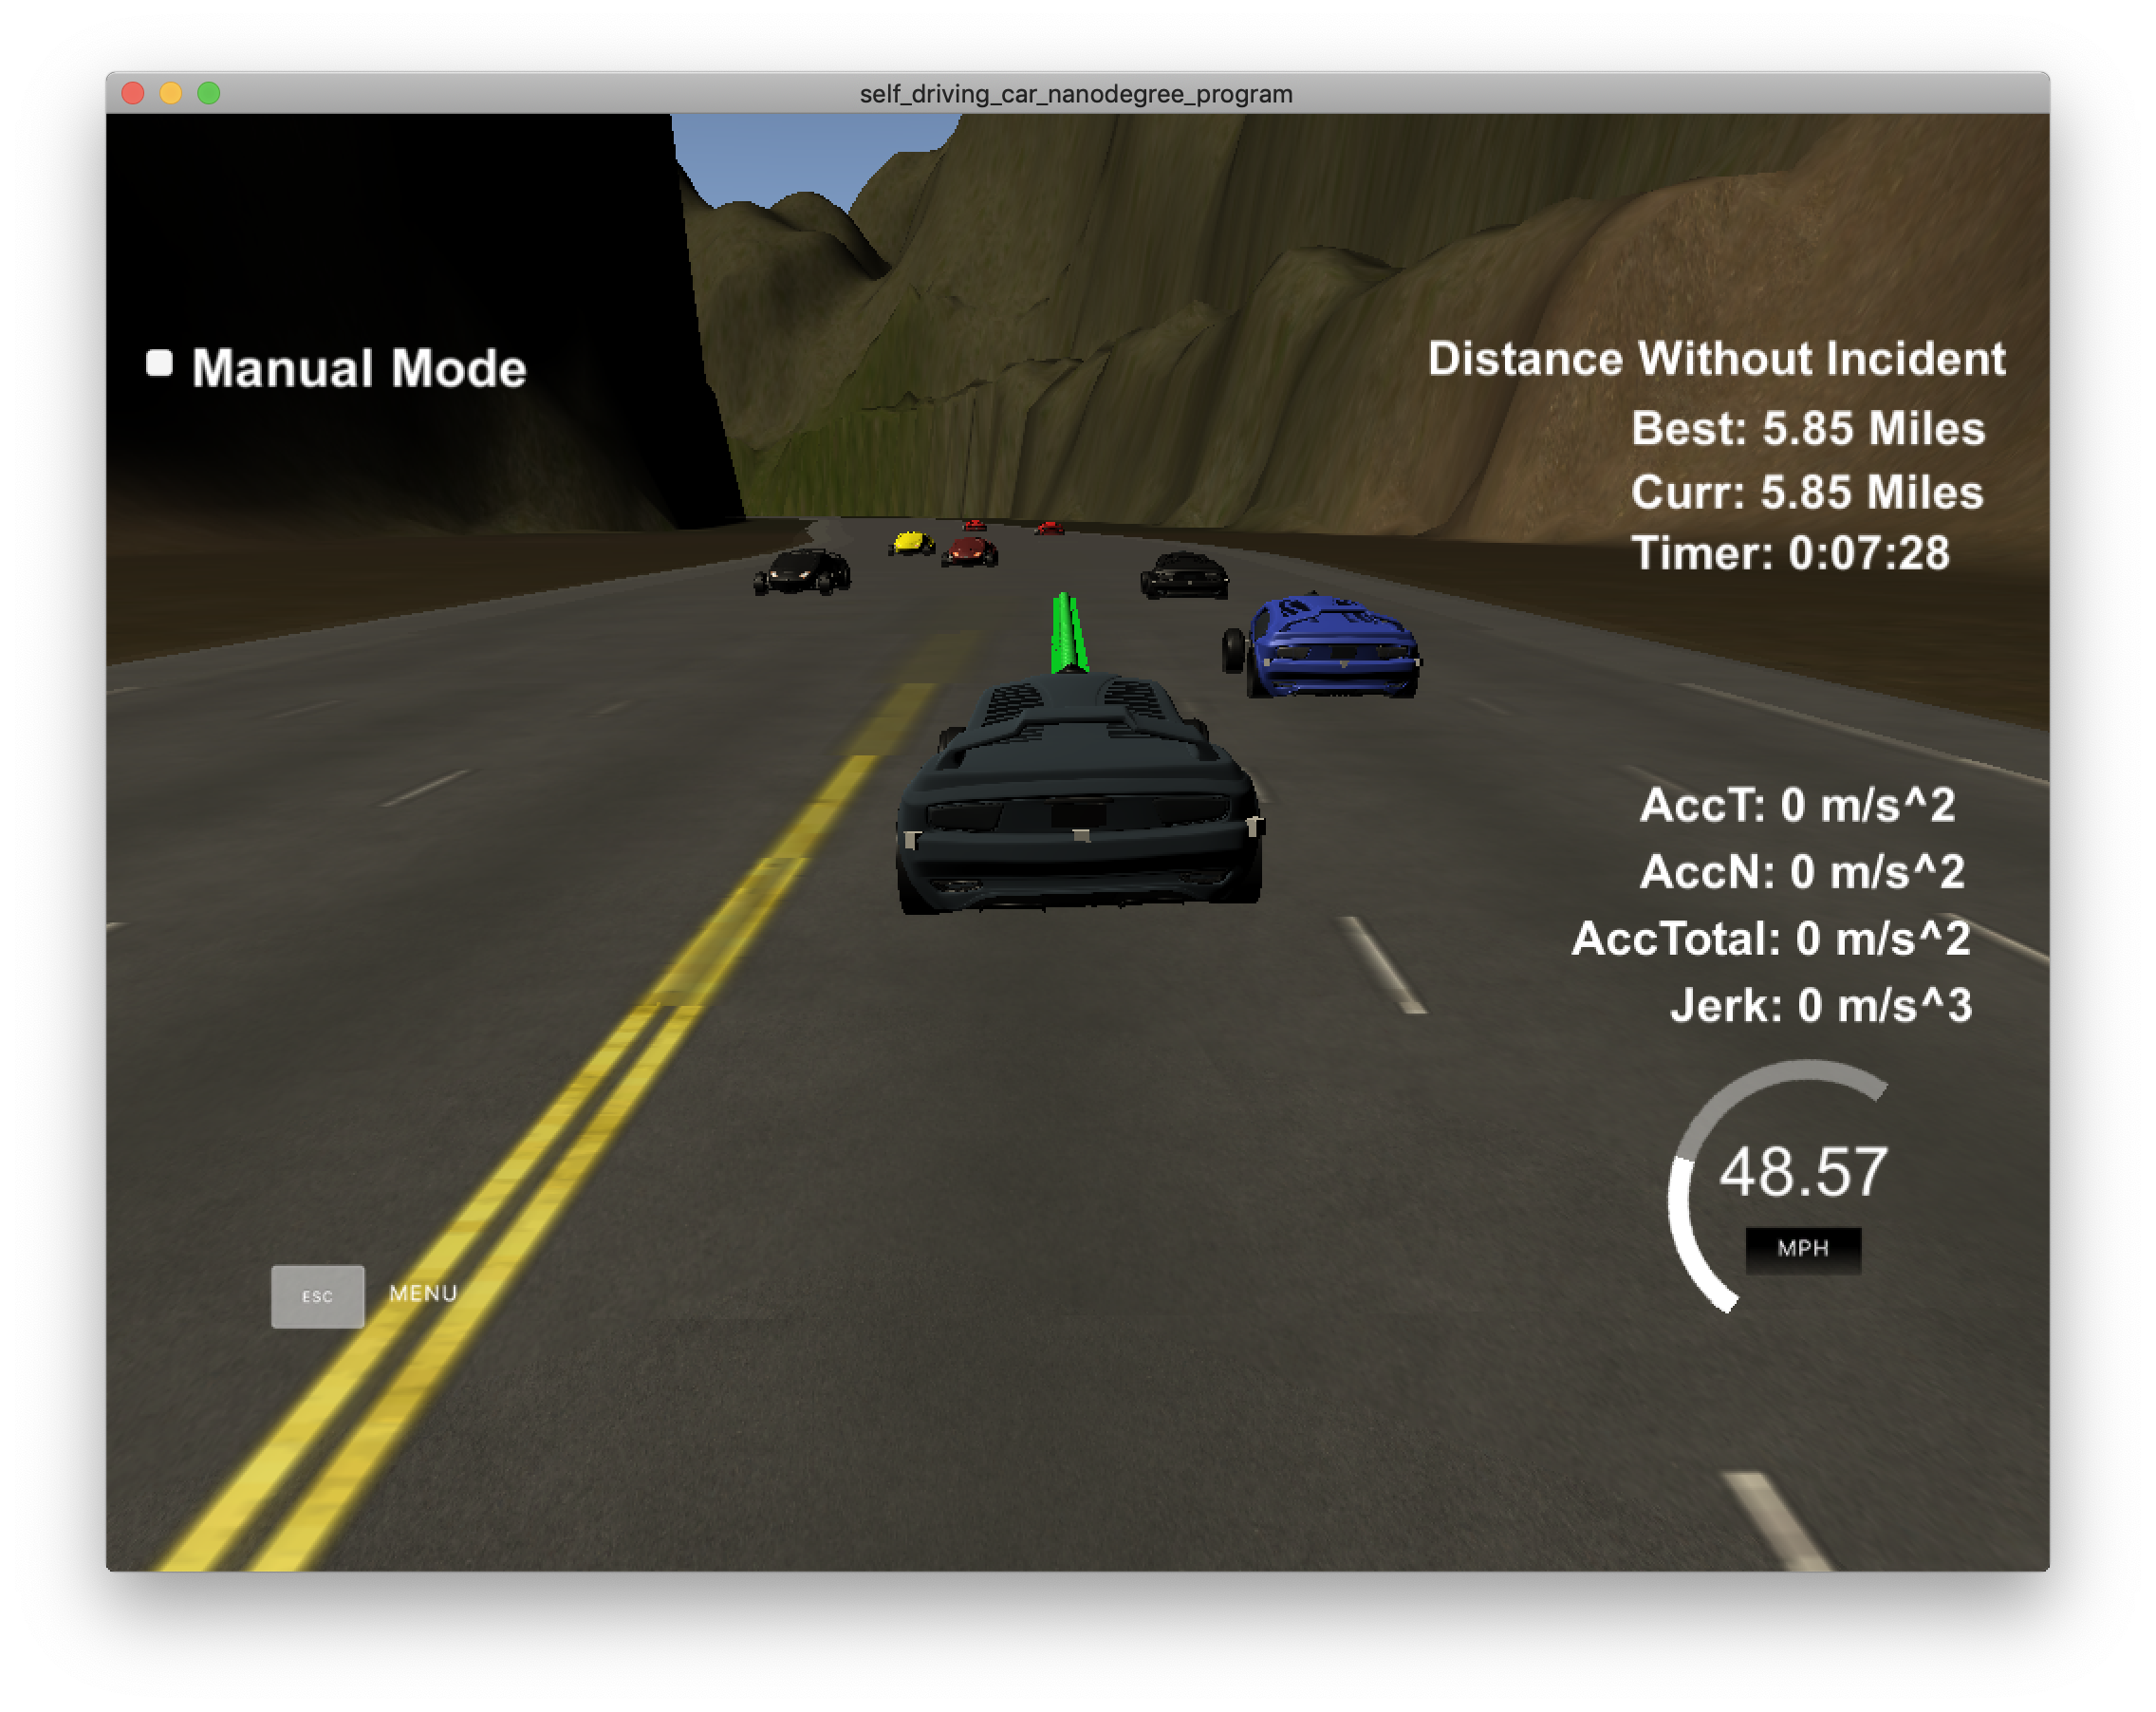 self_driving_car_nanodegree_program
Manual Mode
Distance Without Incident
Best: 5.85 Miles
Curr: 5.85 Miles
Timer: 0:07:28
AccT: 0 m/s^2
AccN: 0 m/s^2
AccTotal: 0 m/s^2
Jerk: 0 m/s^3
48.57
MPH
ESC MENU